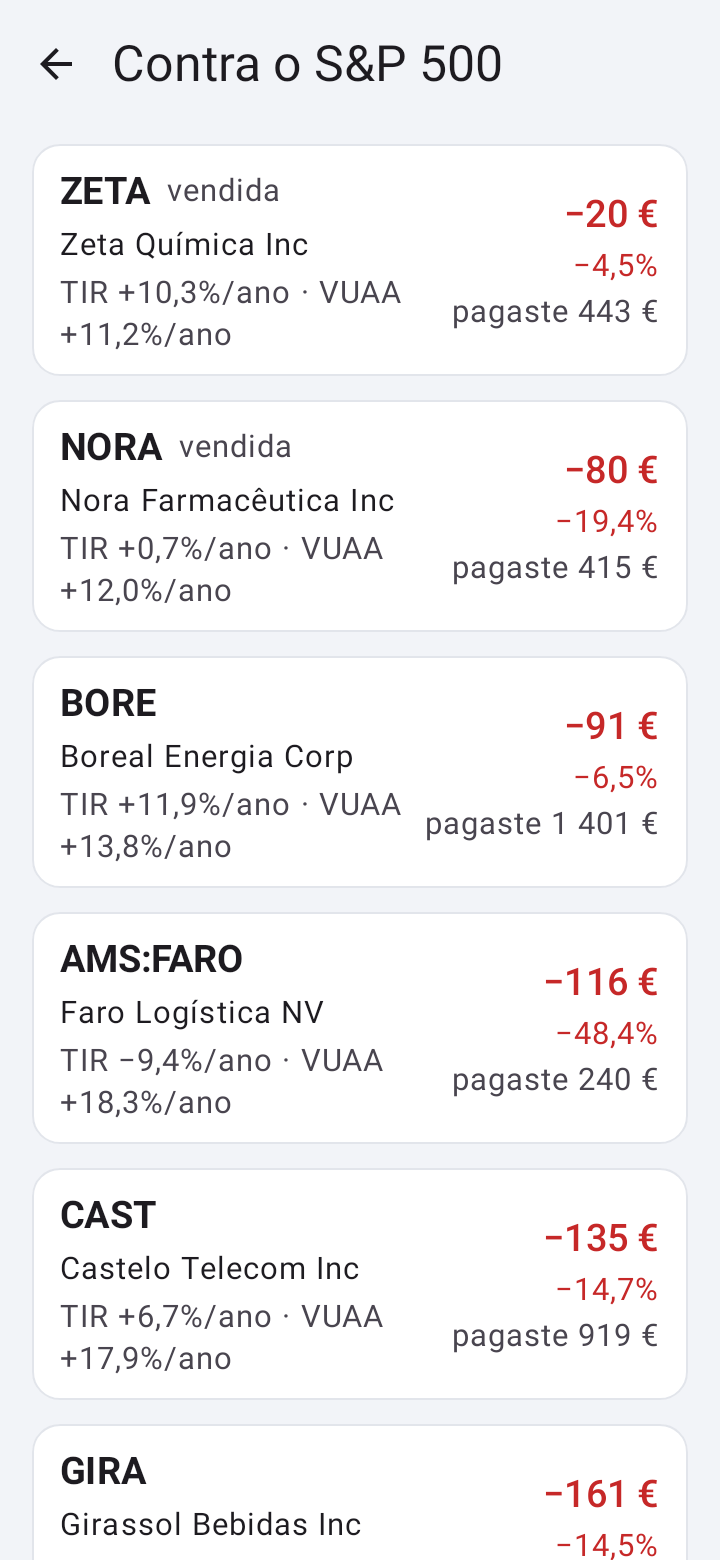 Contra o S&P 500
ZETA vendida
Zeta Química Inc
TIR +10,3%/ano · VUAA
+11,2%/ano
−20 €
−4,5%
pagaste 443 €
NORA vendida
Nora Farmacêutica Inc
TIR +0,7%/ano · VUAA
+12,0%/ano
−80 €
−19,4%
pagaste 415 €
BORE
Boreal Energia Corp
TIR +11,9%/ano · VUAA
+13,8%/ano
−91 €
−6,5%
pagaste 1 401 €
AMS:FARO
Faro Logística NV
TIR −9,4%/ano · VUAA
+18,3%/ano
−116 €
−48,4%
pagaste 240 €
CAST
Castelo Telecom Inc
TIR +6,7%/ano · VUAA
+17,9%/ano
−135 €
−14,7%
pagaste 919 €
GIRA
Girassol Bebidas Inc
−161 €
−14,5%